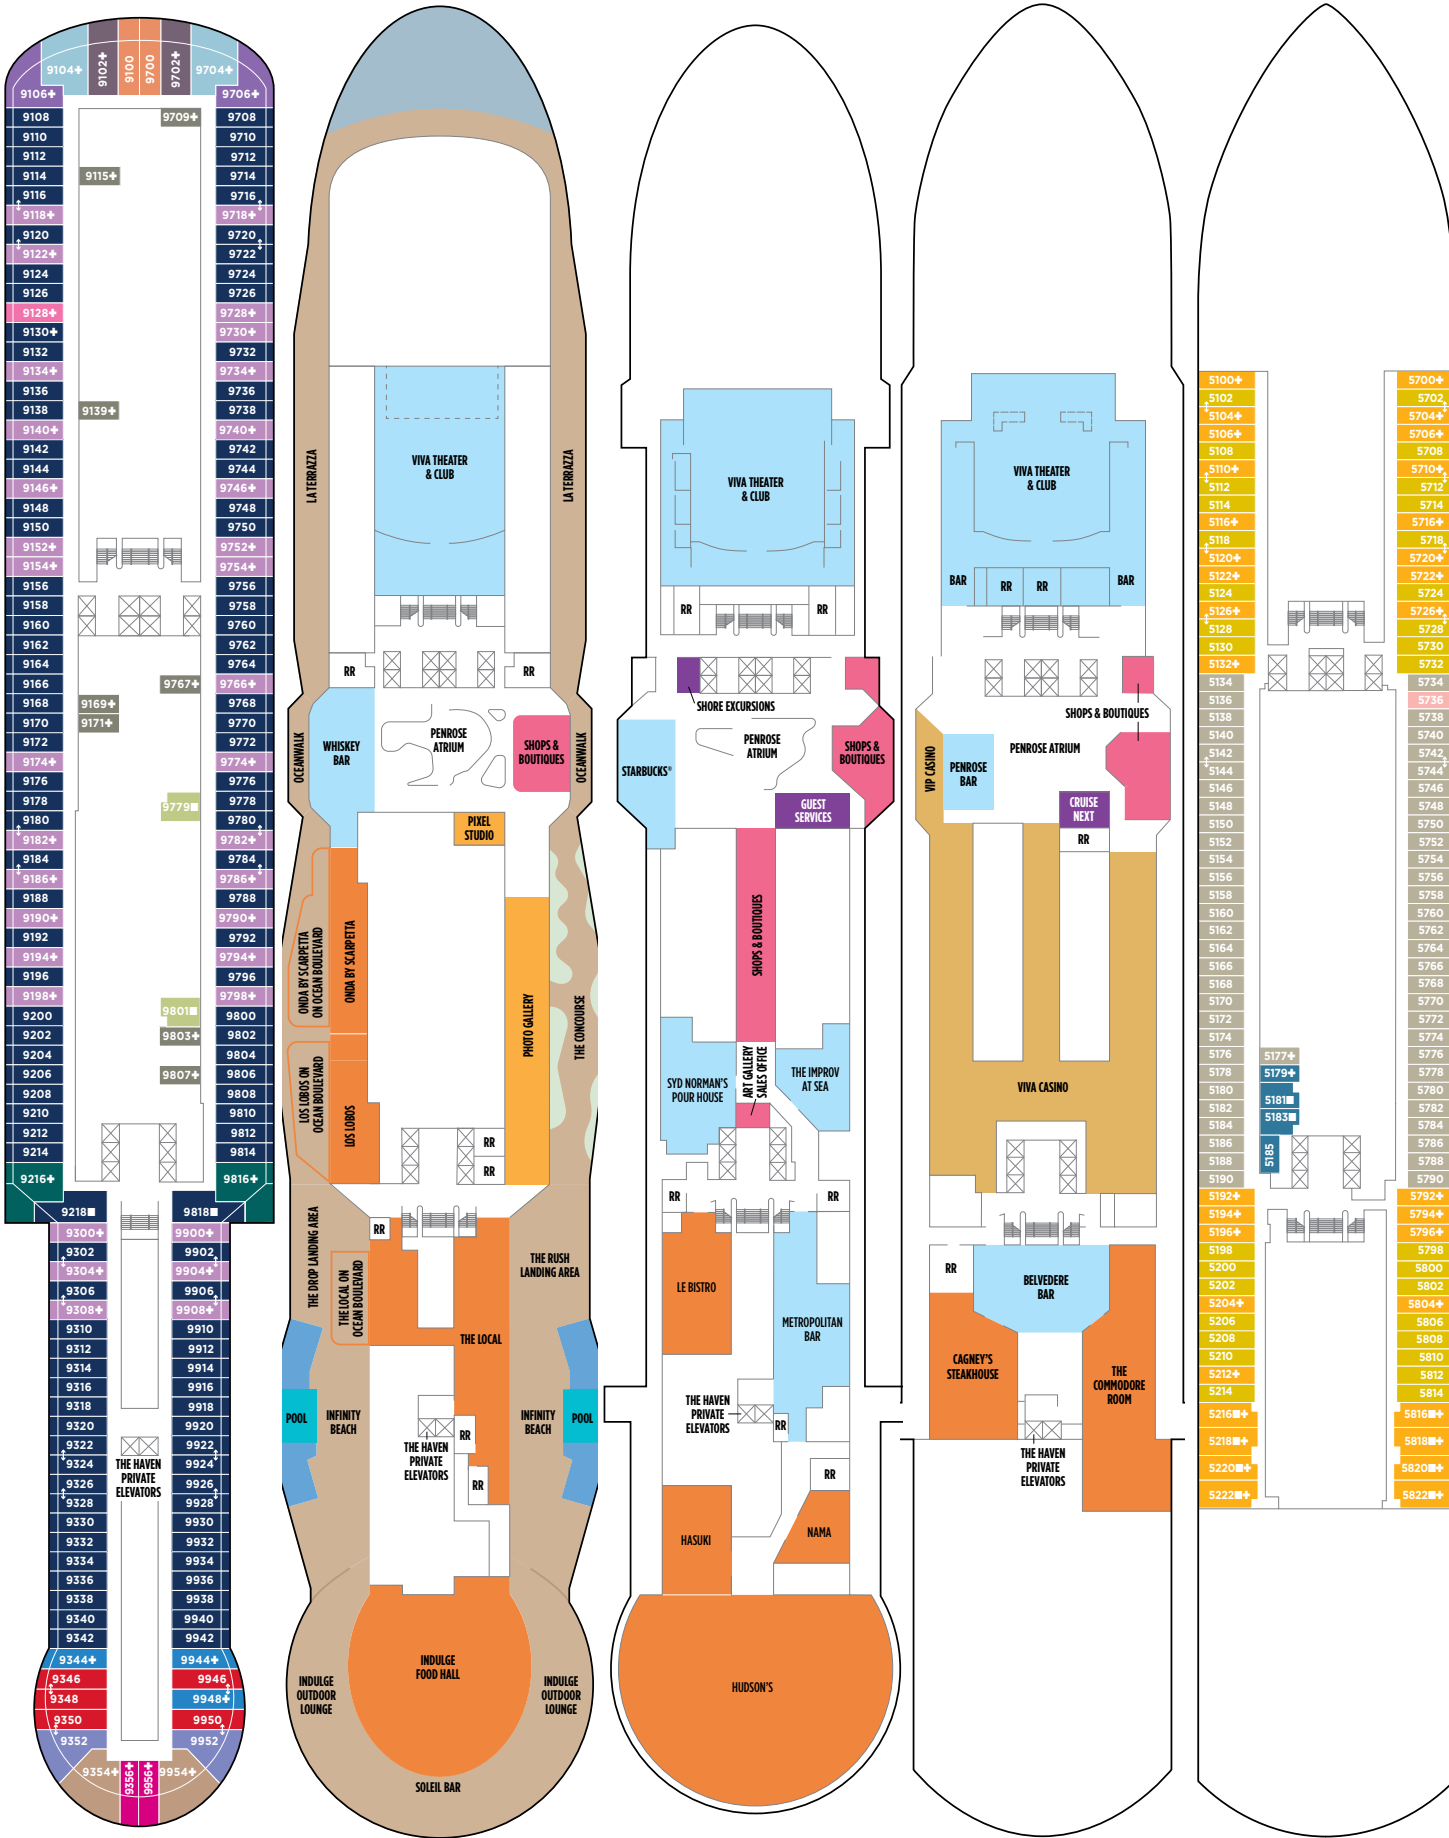 9104✚
9102✚
9100
9700
9702✚
9704✚
9106✚
9108
9110
9112
9114
9116
9118✚
9120
9122✚
9124
9126
9128✚
9130✚
9132
9134✚
9136
9138
9140✚
9142
9144
9146✚
9148
9150
9152✚
9154✚
9156
9158
9160
9162
9164
9166
9168
9170
9172
9174✚
9176
9178
9180
9182✚
9184
9186✚
9188
9190✚
9192
9194✚
9196
9198✚
9200
9202
9204
9206
9208
9210
9212
9214
9216✚
9218■
9300✚
9302
9304✚
9306
9308✚
9310
9312
9314
9316
9318
9320
9322
9324
9326
9328
9330
9332
9334
9336
9338
9340
9342
9344✚
9346
9348
9350
9352
9354✚
9356✚
9115✚
9139✚
9169✚
9171✚
9709✚
9767✚
9779■
9801■
9803✚
9807✚
THE HAVEN
PRIVATE
ELEVATORS
9706✚
9708
9710
9712
9714
9716
9718✚
9720
9722
9724
9726
9728✚
9730✚
9732
9734✚
9736
9738
9740✚
9742
9744
9746✚
9748
9750
9752✚
9754✚
9756
9758
9760
9762
9764
9766✚
9768
9770
9772
9774✚
9776
9778
9780
9782✚
9784
9786✚
9788
9790✚
9792
9794✚
9796
9798✚
9800
9802
9804
9806
9808
9810
9812
9814
9816✚
9818■
9900✚
9902
9904✚
9906
9908✚
9910
9912
9914
9916
9918
9920
9922
9924
9926
9928
9930
9932
9934
9936
9938
9940
9942
9944✚
9946
9948✚
9950
9952
9954✚
9956✚
LA TERRAZZA
VIVA THEATER
& CLUB
LA TERRAZZA
RR
RR
OCEANWALK
WHISKEY
BAR
PENROSE
ATRIUM
SHOPS &
BOUTIQUES
OCEANWALK
PIXEL
STUDIO
ONDA BY SCARPETTA
ON OCEAN BOULEVARD
ONDA BY SCARPETTA
PHOTO GALLERY
THE CONCOURSE
LOS LOBOS ON
OCEAN BOULEVARD
LOS LOBOS
RR
RR
THE DROP LANDING AREA
RR
THE LOCAL ON
OCEAN BOULEVARD
THE LOCAL
THE RUSH
LANDING AREA
POOL
INFINITY
BEACH
INFINITY
BEACH
POOL
THE HAVEN
PRIVATE
ELEVATORS
RR
RR
INDULGE
FOOD HALL
INDULGE
OUTDOOR
LOUNGE
INDULGE
OUTDOOR
LOUNGE
SOLEIL BAR
VIVA THEATER
& CLUB
RR
RR
SHORE EXCURSIONS
STARBUCKS®
PENROSE
ATRIUM
SHOPS &
BOUTIQUES
GUEST
SERVICES
SHOPS & BOUTIQUES
SYD NORMAN'S
POUR HOUSE
ART GALLERY
SALES OFFICE
THE IMPROV
AT SEA
RR
RR
LE BISTRO
METROPOLITAN
BAR
THE HAVEN
PRIVATE
ELEVATORS
RR
RR
HASUKI
NAMA
HUDSON'S
VIVA THEATER
& CLUB
BAR
RR
RR
BAR
SHOPS & BOUTIQUES
VIP CASINO
PENROSE
BAR
PENROSE ATRIUM
CRUISE
NEXT
RR
VIVA CASINO
RR
BELVEDERE
BAR
CAGNEY'S
STEAKHOUSE
THE
COMMODORE
ROOM
THE HAVEN
PRIVATE
ELEVATORS
5100✚
5102
5104✚
5106✚
5108
5110✚
5112
5114
5116✚
5118
5120✚
5122✚
5124
5126✚
5128
5130
5132✚
5134
5136
5138
5140
5142
5144
5146
5148
5150
5152
5154
5156
5158
5160
5162
5164
5166
5168
5170
5172
5174
5176
5178
5180
5182
5184
5186
5188
5190
5192✚
5194✚
5196✚
5198
5200
5202
5204✚
5206
5208
5210
5212✚
5214
5216■✚
5218■✚
5220■✚
5222■✚
5177✚
5179✚
5181■
5183■
5185
5700✚
5702
5704✚
5706✚
5708
5710✚
5712
5714
5716✚
5718
5720✚
5722✚
5724
5726✚
5728
5730
5732
5734
5736
5738
5740
5742
5744
5746
5748
5750
5752
5754
5756
5758
5760
5762
5764
5766
5768
5770
5772
5774
5776
5778
5780
5782
5784
5786
5788
5790
5792✚
5794✚
5796✚
5798
5800
5802
5804✚
5806
5808
5810
5812
5814
5816■✚
5818■✚
5820■✚
5822■✚